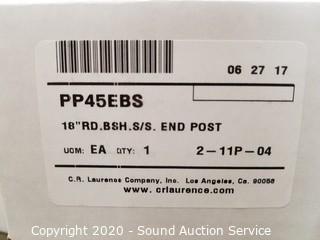 06 27 17
PP45EBS
18"RD.BSH.S/S. END POST
UOM: EA QTY: 1 2-11P-04
C.R. Laurence Company, Inc. Los Angeles, Ca. 90058
www.crlaurence.com
Copyright 2020 - Sound Auction Service